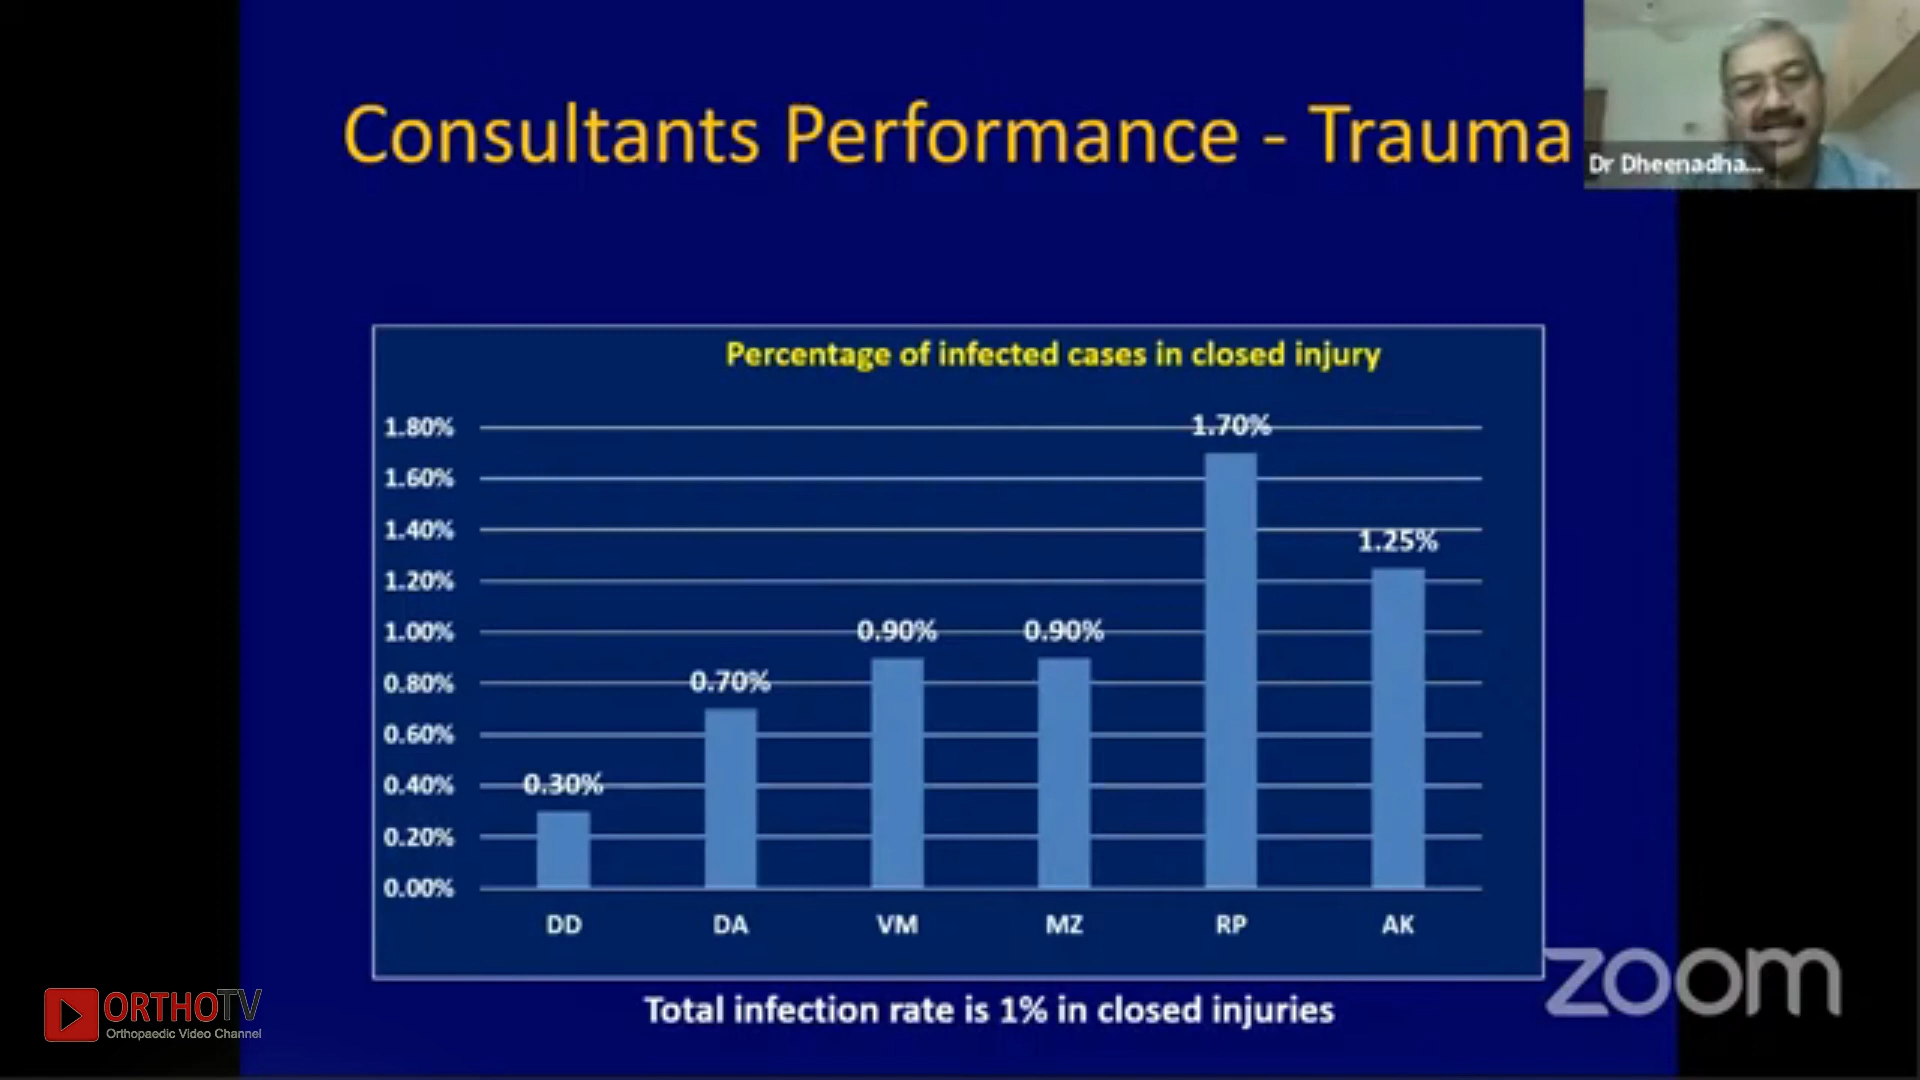 Consultants Performance - Trauma
Dr Dheenadha...
Percentage of infected cases in closed injury
1.80%
1.60%
1.40%
1.20%
1.00%
0.80%
0.60%
0.40%
0.20%
0.00%
0.30%
0.70%
0.90%
0.90%
1.70%
1.25%
DD DA VM MZ RP AK
Total infection rate is 1% in closed injuries
ORTHOTV
Orthopaedic Video Channel
zoom